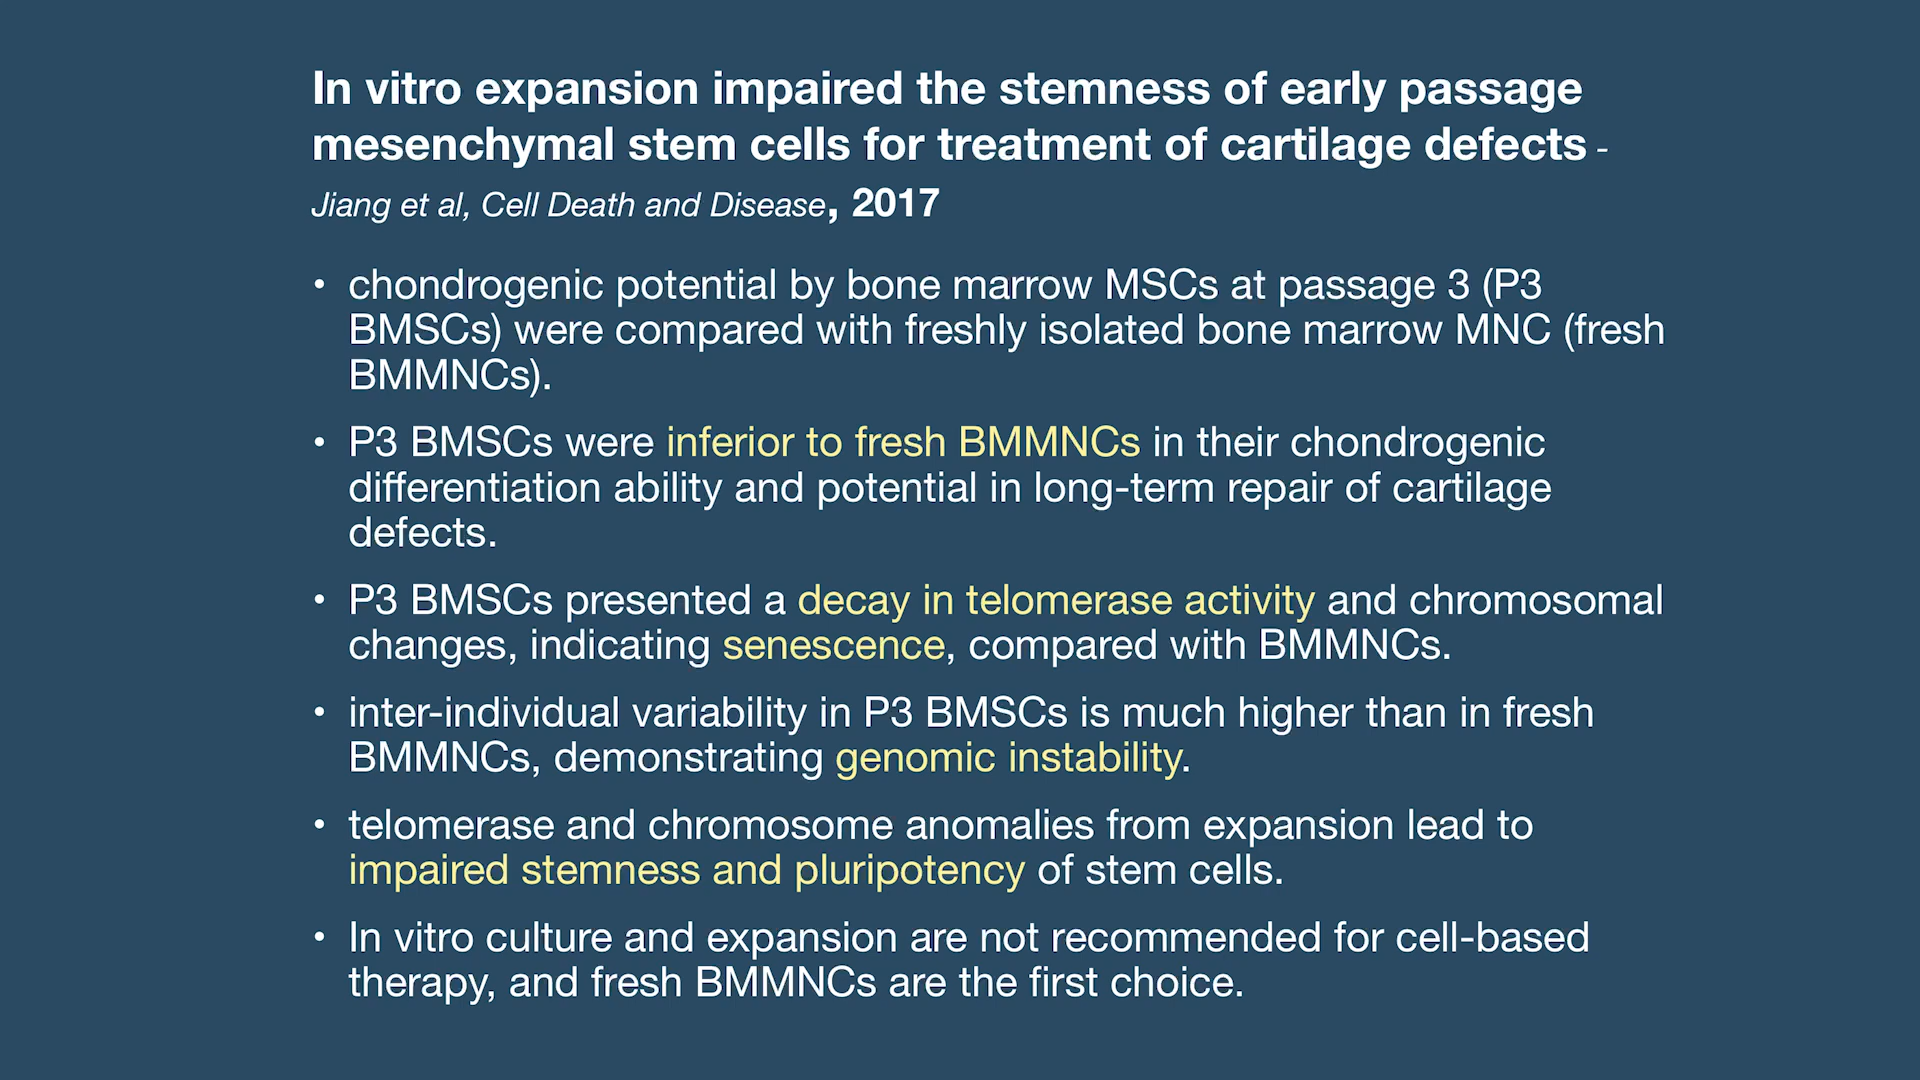 In vitro expansion impaired the stemness of early passage
mesenchymal stem cells for treatment of cartilage defects -
Jiang et al, Cell Death and Disease, 2017
• chondrogenic potential by bone marrow MSCs at passage 3 (P3
BMSCs) were compared with freshly isolated bone marrow MNC (fresh
BMMNCs).
• P3 BMSCs were inferior to fresh BMMNCs in their chondrogenic
differentiation ability and potential in long-term repair of cartilage
defects.
• P3 BMSCs presented a decay in telomerase activity and chromosomal
changes, indicating senescence, compared with BMMNCs.
• inter-individual variability in P3 BMSCs is much higher than in fresh
BMMNCs, demonstrating genomic instability.
• telomerase and chromosome anomalies from expansion lead to
impaired stemness and pluripotency of stem cells.
• In vitro culture and expansion are not recommended for cell-based
therapy, and fresh BMMNCs are the first choice.